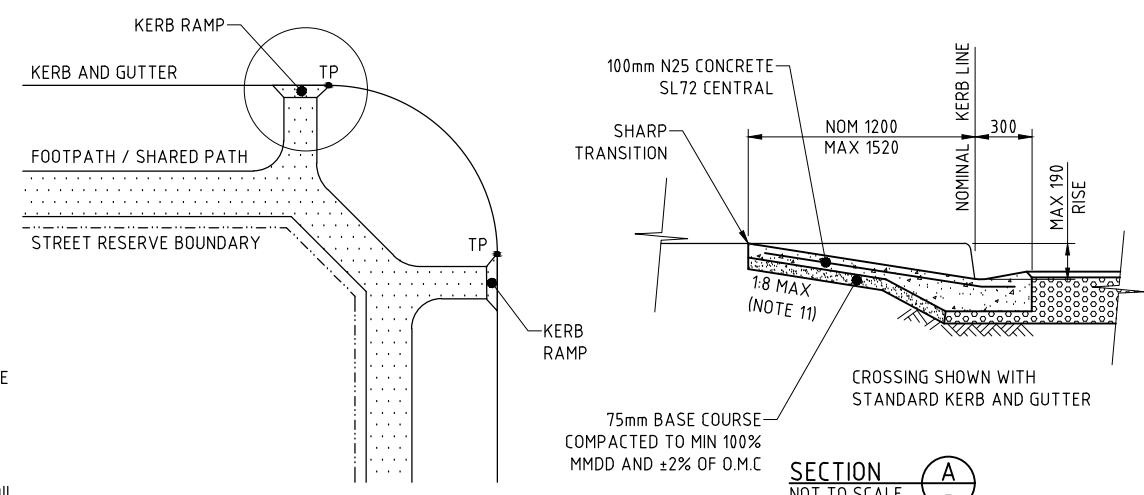 KERB RAMP
KERB AND GUTTER
TP
FOOTPATH / SHARED PATH
STREET RESERVE BOUNDARY
TP
KERB
RAMP
E
100mm N25 CONCRETE
SL72 CENTRAL
SHARP
TRANSITION
NOM 1200
MAX 1520
NOMINAL KERB LINE
300
MAX 190
RISE
1:8 MAX
(NOTE 11)
CROSSING SHOWN WITH
STANDARD KERB AND GUTTER
75mm BASE COURSE
COMPACTED TO MIN 100%
MMDD AND ±2% OF O.M.C
SECTION
A
NOT TO SCALE